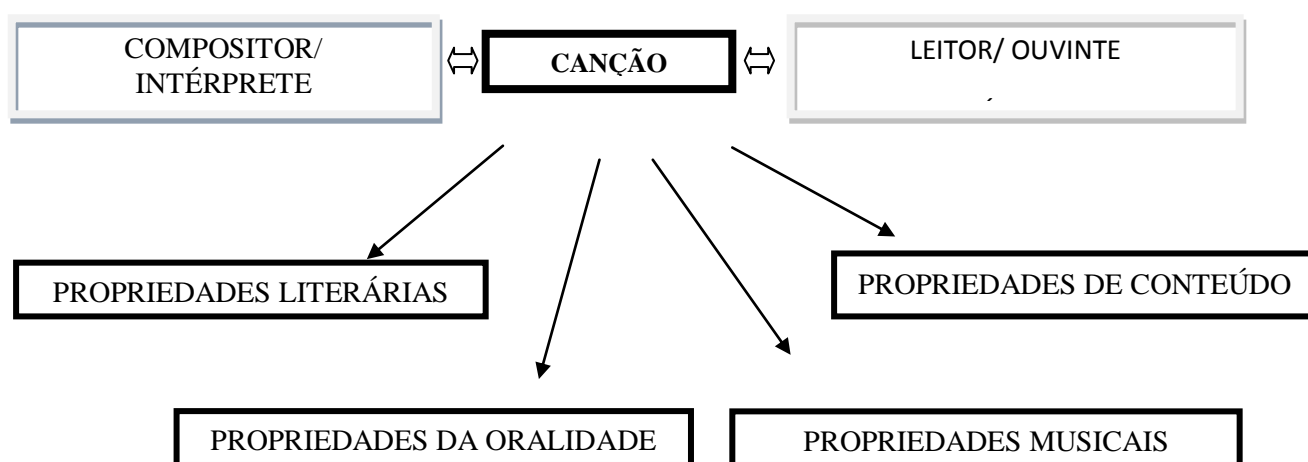 COMPOSITOR/
INTÉRPRETE
CANÇÃO
LEITOR/ OUVINTE
PROPRIEDADES LITERÁRIAS
PROPRIEDADES DE CONTEÚDO
PROPRIEDADES DA ORALIDADE
PROPRIEDADES MUSICAIS